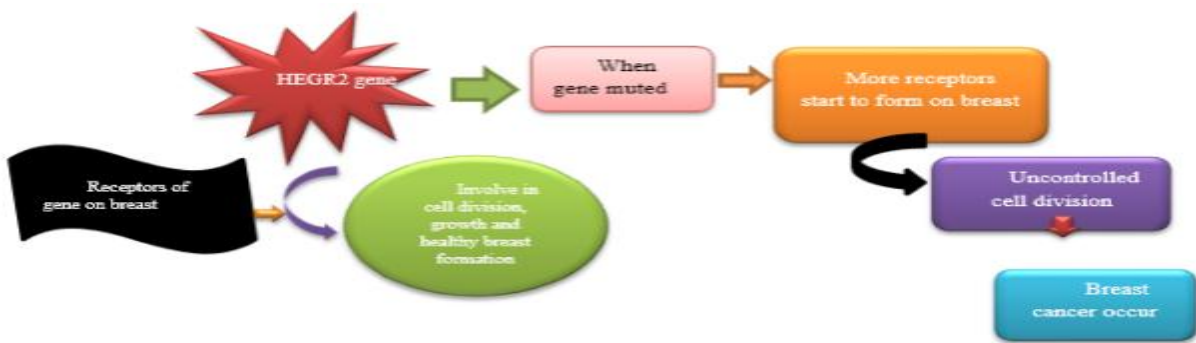 HEGR2 gene
When
gene muted
More receptors
start to form on breast
Receptors of
gene on breast
Involve in
cell division,
growth and
healthy breast
formation
Uncontrolled
cell division
Breast
cancer occur